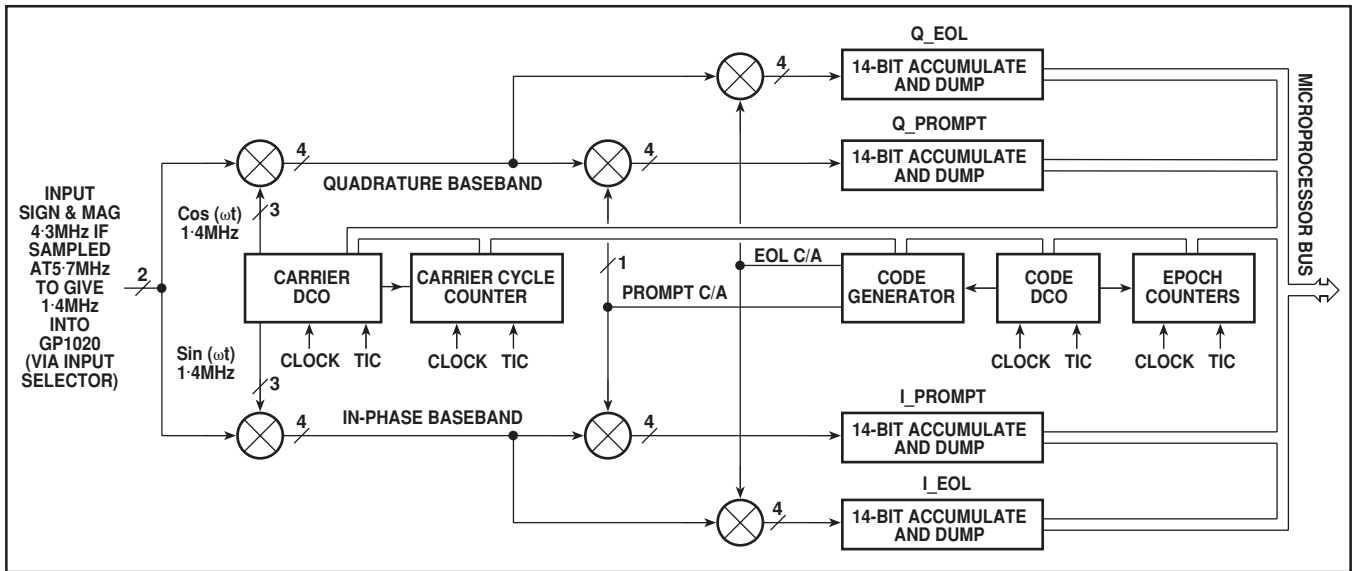 Q_EOL
14-BIT ACCUMULATE
AND DUMP
4
Q_PROMPT
14-BIT ACCUMULATE
AND DUMP
4
4
QUADRATURE BASEBAND
MICROPROCESSOR BUS
INPUT
SIGN & MAG
4·3MHz IF
SAMPLED
AT5·7MHz
TO GIVE
1·4MHz
INTO
GP1020
(VIA INPUT
SELECTOR)
2
Cos (ωt)
1·4MHz
3
CARRIER
DCO
CLOCK
TIC
CARRIER CYCLE
COUNTER
CLOCK
TIC
1
EOL C/A
PROMPT C/A
CODE
GENERATOR
CODE
DCO
CLOCK
TIC
EPOCH
COUNTERS
CLOCK
TIC
Sin (ωt)
1·4MHz
3
4
IN-PHASE BASEBAND
4
I_PROMPT
14-BIT ACCUMULATE
AND DUMP
4
I_EOL
14-BIT ACCUMULATE
AND DUMP